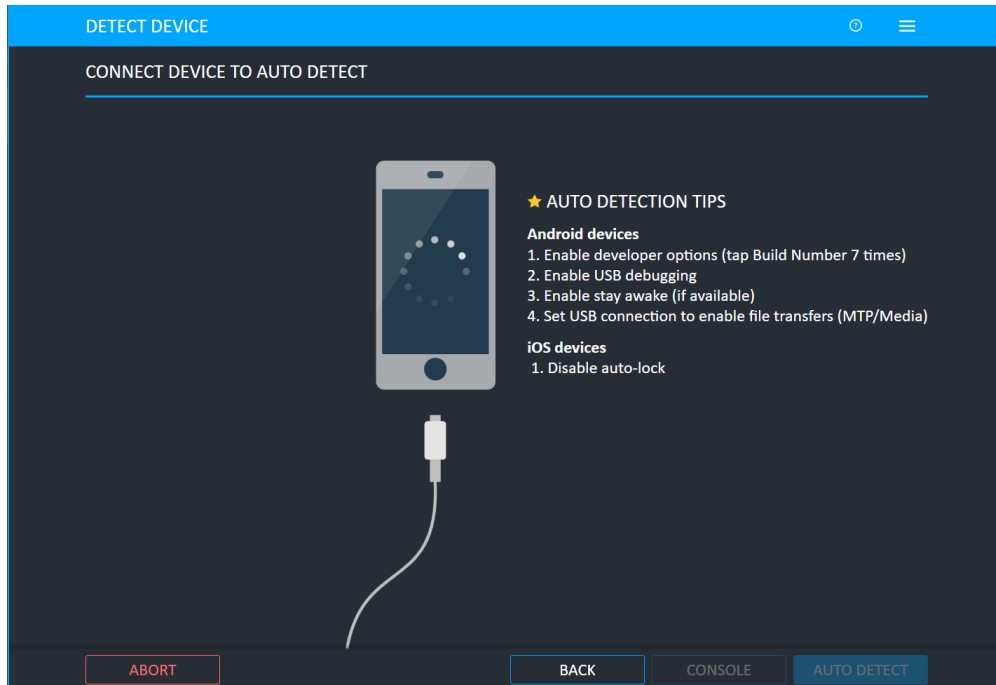 DETECT DEVICE
CONNECT DEVICE TO AUTO DETECT
AUTO DETECTION TIPS
Android devices
1. Enable developer options (tap Build Number 7 times)
2. Enable USB debugging
3. Enable stay awake (if available)
4. Set USB connection to enable file transfers (MTP/Media)
iOS devices
1. Disable auto-lock
ABORT
BACK
CONSOLE
AUTO DETECT